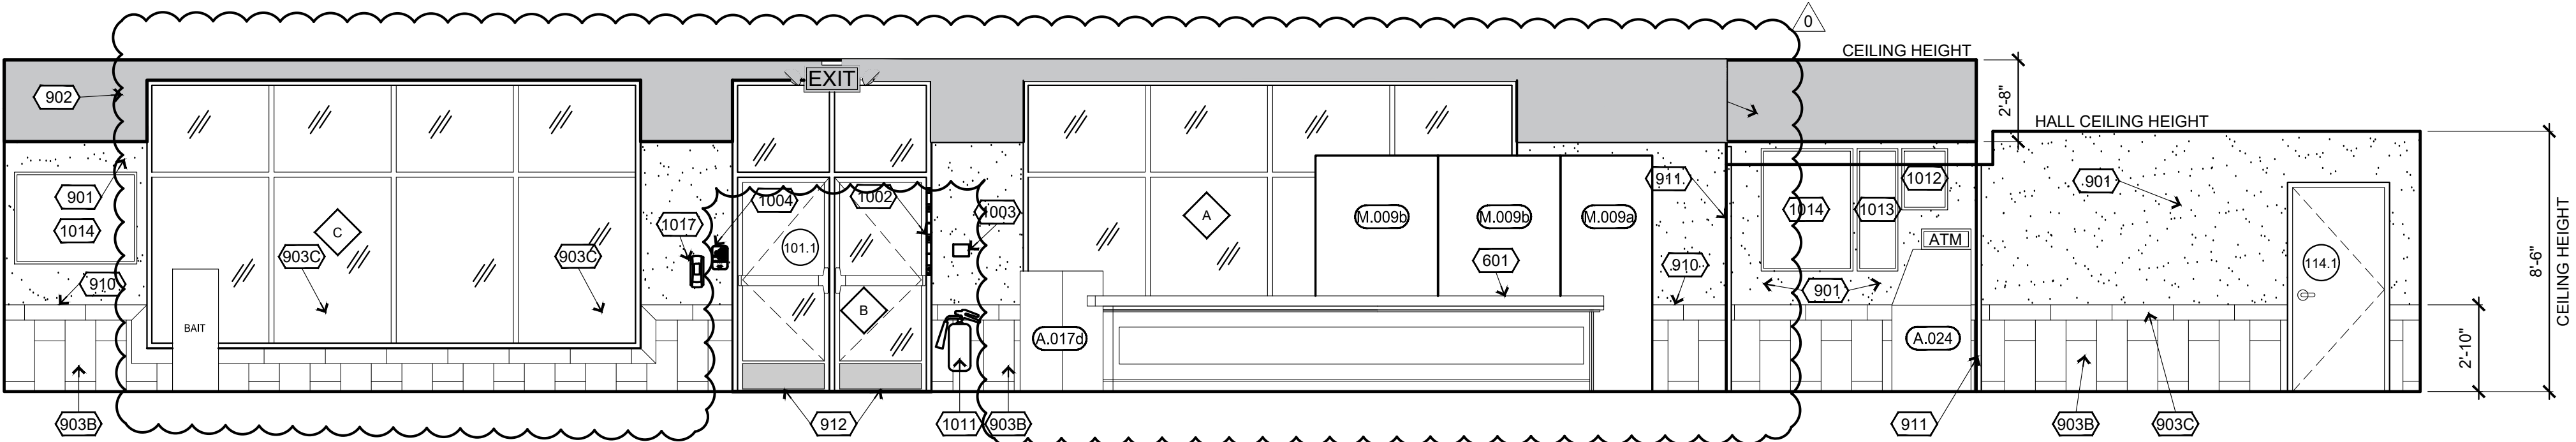 0
CEILING HEIGHT
EXIT
902
2'-8"
HALL CEILING HEIGHT
901
1014
1004
1002
1003
1017
C
903C
903C
101.1
A
M.009b
M.009b
M.009a
911
1014
1013
1012
901
910
601
910
ATM
901
114.1
8'-6"
CEILING HEIGHT
BAIT
B
A.017d
A.024
2'-10"
903B
912
1011
903B
911
903B
903C